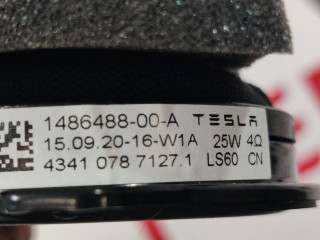 1486488-00-A TESLA
15.09.20-16-W1A 25W 4Ω
4341 078 7127.1 LS60 CN